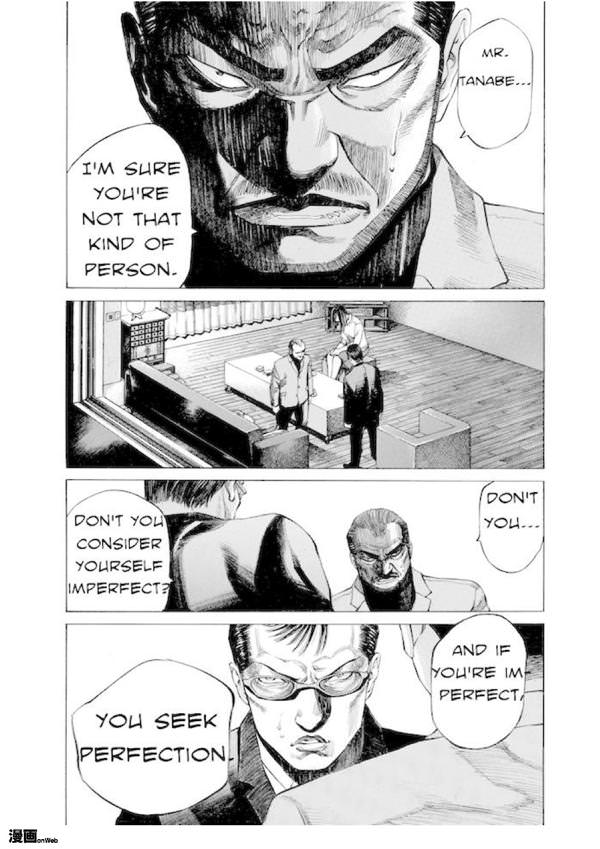 MR.
TANABE...
I'M SURE
YOU'RE
NOT THAT
KIND OF
PERSON.
DON'T
YOU...
DON'T YOU
CONSIDER
YOURSELF
IMPERFECT?
AND IF
YOU'RE IM-
PERFECT,
YOU SEEK
PERFECTION.
漫画onWeb